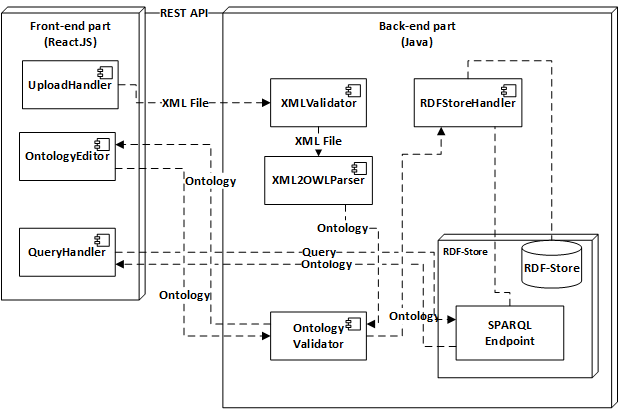 Front-end part
(React.JS)
REST API
Back-end part
(Java)
UploadHandler
XML File
XMLValidator
RDFStoreHandler
XML File
OntologyEditor
Ontology
XML2OWLParser
Ontology
QueryHandler
Query
Ontology
RDF-Store
RDF-Store
Ontology
Ontology
Ontology
Validator
SPARQL
Endpoint